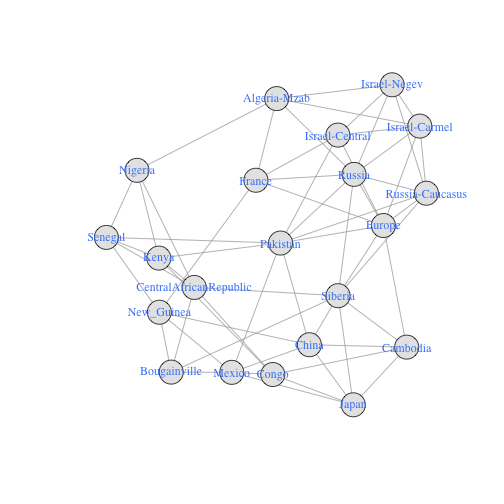 Israel-Negev
Algeria-Mzab
Israel-Carmel
Israel-Central
Nigeria
Russia
France
Russia-Caucasus
Europe
Senegal
Pakistan
Kenya
CentralAfricanRepublic
Siberia
New_Guinea
China
Cambodia
Bougainville
Mexico
Congo
Japan